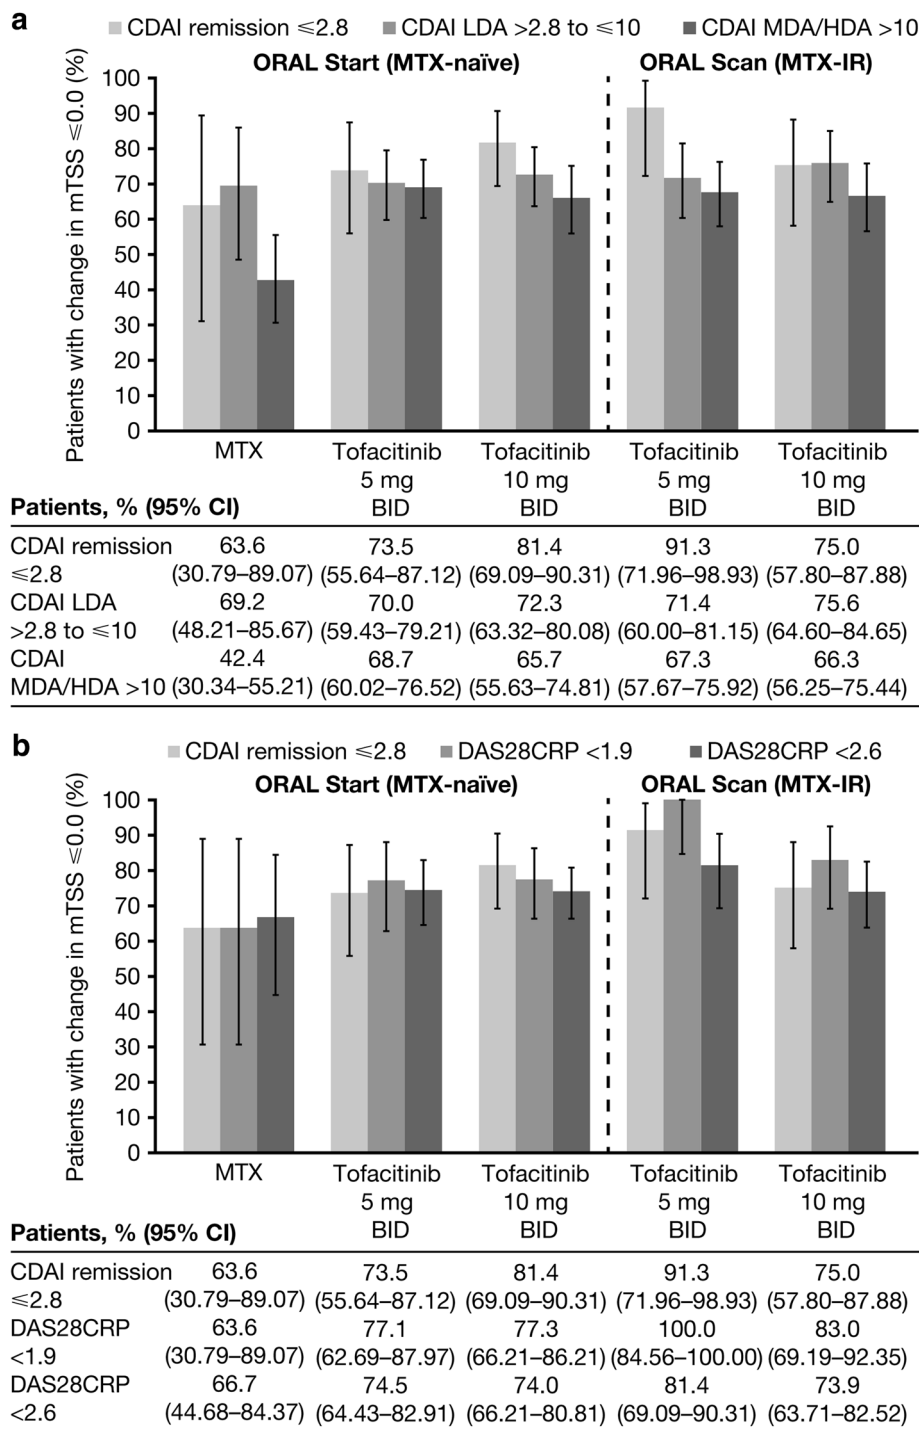 a
CDAI remission ⩽2.8 CDAI LDA >2.8 to ⩽10 CDAI MDA/HDA >10
ORAL Start (MTX-naïve) ORAL Scan (MTX-IR)
Patients with change in mTSS ⩽0.0 (%)
100
90
80
70
60
50
40
30
20
10
0
MTX Tofacitinib Tofacitinib Tofacitinib Tofacitinib
5 mg 10 mg 5 mg 10 mg
Patients, % (95% CI) BID BID BID BID
CDAI remission 63.6 73.5 81.4 91.3 75.0
⩽2.8 (30.79–89.07) (55.64–87.12) (69.09–90.31) (71.96–98.93) (57.80–87.88)
CDAI LDA 69.2 70.0 72.3 71.4 75.6
>2.8 to ⩽10 (48.21–85.67) (59.43–79.21) (63.32–80.08) (60.00–81.15) (64.60–84.65)
CDAI 42.4 68.7 65.7 67.3 66.3
MDA/HDA >10 (30.34–55.21) (60.02–76.52) (55.63–74.81) (57.67–75.92) (56.25–75.44)
b
CDAI remission ⩽2.8 DAS28CRP <1.9 DAS28CRP <2.6
ORAL Start (MTX-naïve) ORAL Scan (MTX-IR)
Patients with change in mTSS ⩽0.0 (%)
100
90
80
70
60
50
40
30
20
10
0
MTX Tofacitinib Tofacitinib Tofacitinib Tofacitinib
5 mg 10 mg 5 mg 10 mg
Patients, % (95% CI) BID BID BID BID
CDAI remission 63.6 73.5 81.4 91.3 75.0
⩽2.8 (30.79–89.07) (55.64–87.12) (69.09–90.31) (71.96–98.93) (57.80–87.88)
DAS28CRP 63.6 77.1 77.3 100.0 83.0
<1.9 (30.79–89.07) (62.69–87.97) (66.21–86.21) (84.56–100.00) (69.19–92.35)
DAS28CRP 66.7 74.5 74.0 81.4 73.9
<2.6 (44.68–84.37) (64.43–82.91) (66.21–80.81) (69.09–90.31) (63.71–82.52)